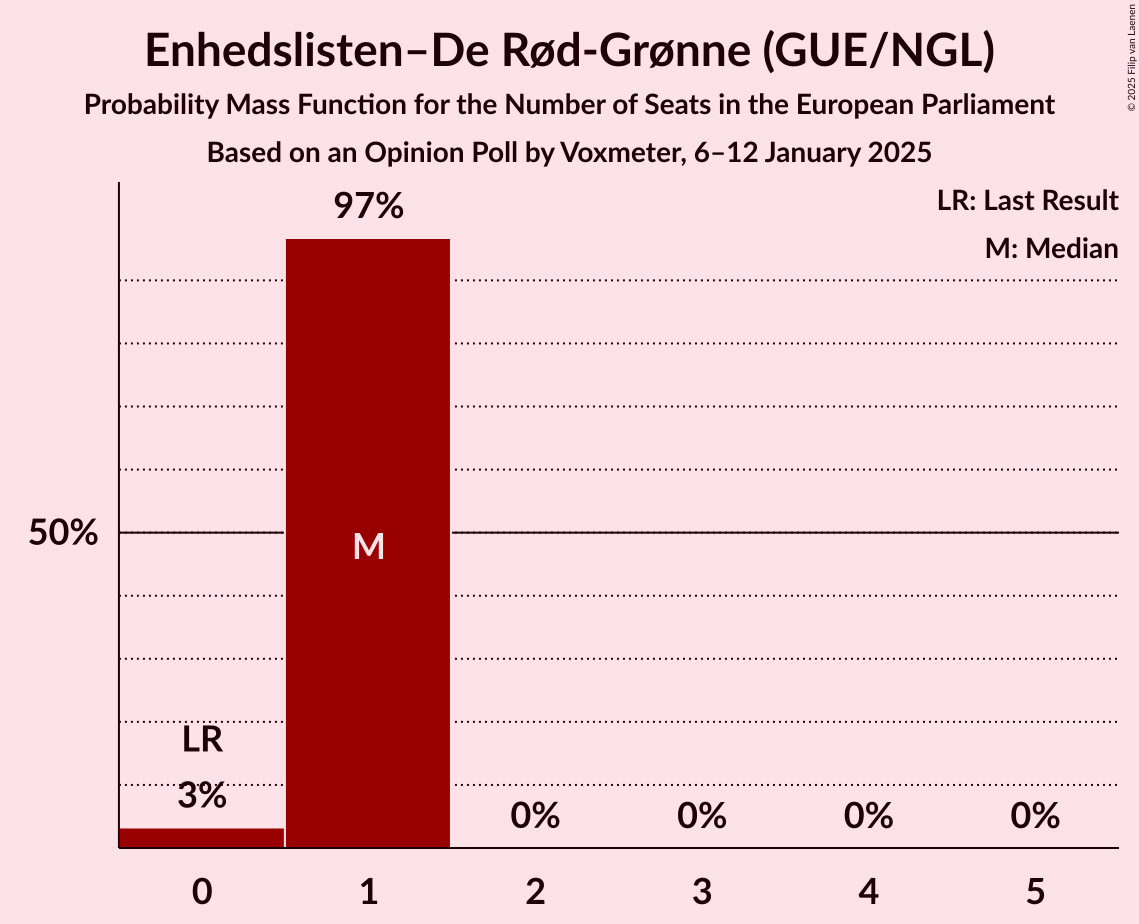 Enhedslisten–De Rød-Grønne (GUE/NGL)
Probability Mass Function for the Number of Seats in the European Parliament
Based on an Opinion Poll by Voxmeter, 6–12 January 2025
© 2025 Filip van Laenen
LR: Last Result
M: Median
97%
50%
M
LR
3%
0%
0%
0%
0%
0
1
2
3
4
5